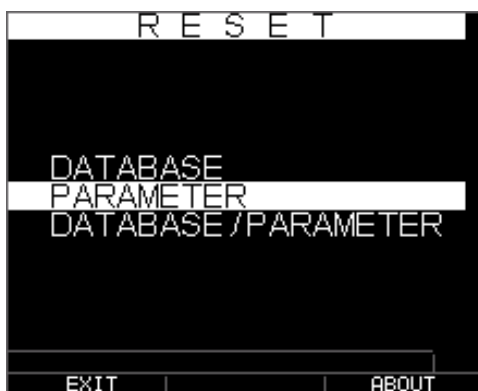 R E S E T
DATABASE
PARAMETER
DATABASE / PARAMETER
EXIT ABOUT